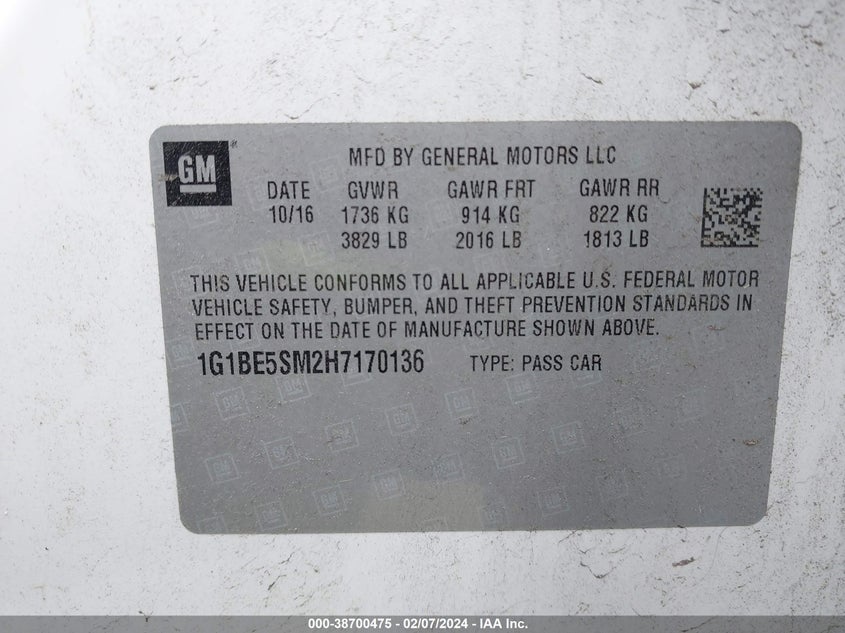 GM
MFD BY GENERAL MOTORS LLC
DATE GVWR GAWR FRT GAWR RR
10/16 1736 KG 914 KG 822 KG
3829 LB 2016 LB 1813 LB
THIS VEHICLE CONFORMS TO ALL APPLICABLE U.S. FEDERAL MOTOR
VEHICLE SAFETY, BUMPER, AND THEFT PREVENTION STANDARDS IN
EFFECT ON THE DATE OF MANUFACTURE SHOWN ABOVE.
1G1BE5SM2H7170136 TYPE: PASS CAR
000-38700475 - 02/07/2024 - IAA Inc.